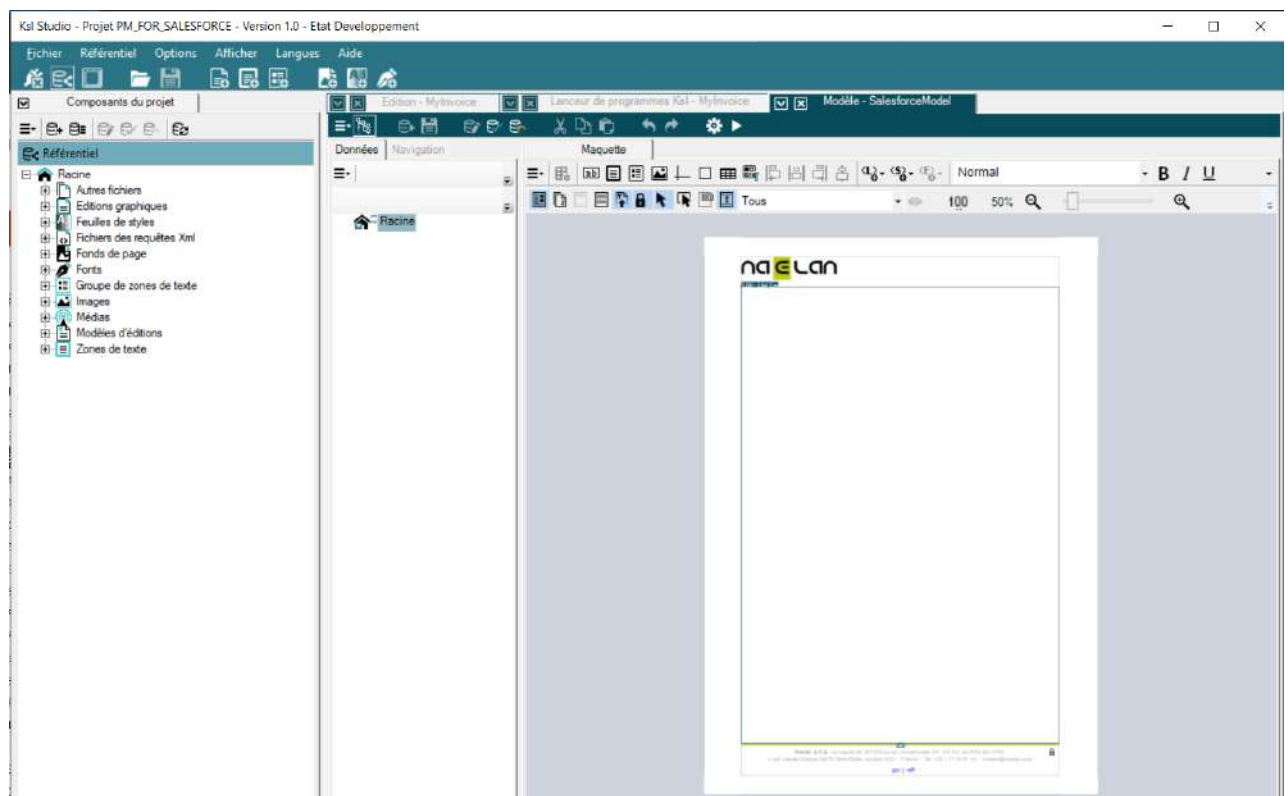 Ksl Studio - Projet PM_FOR_SALESFORCE - Version 1.0 - Etat Developpement
Fichier Référentiel Options Afficher Langues Aide
Composants du projet
Edition - MyInvoice
Lanceur de programmes Ksl - MyInvoice
Modèle - SalesforceModel
Référentiel
Données Navigation
Maquette
Racine
Normal
B I U
Autres fichiers
Editions graphiques
Tous
100 50%
Feuilles de styles
Racine
Fichiers des requêtes Xml
Fonds de page
Fonts
Groupe de zones de texte
Images
Médias
Modèles d'éditions
Zones de texte
naelan